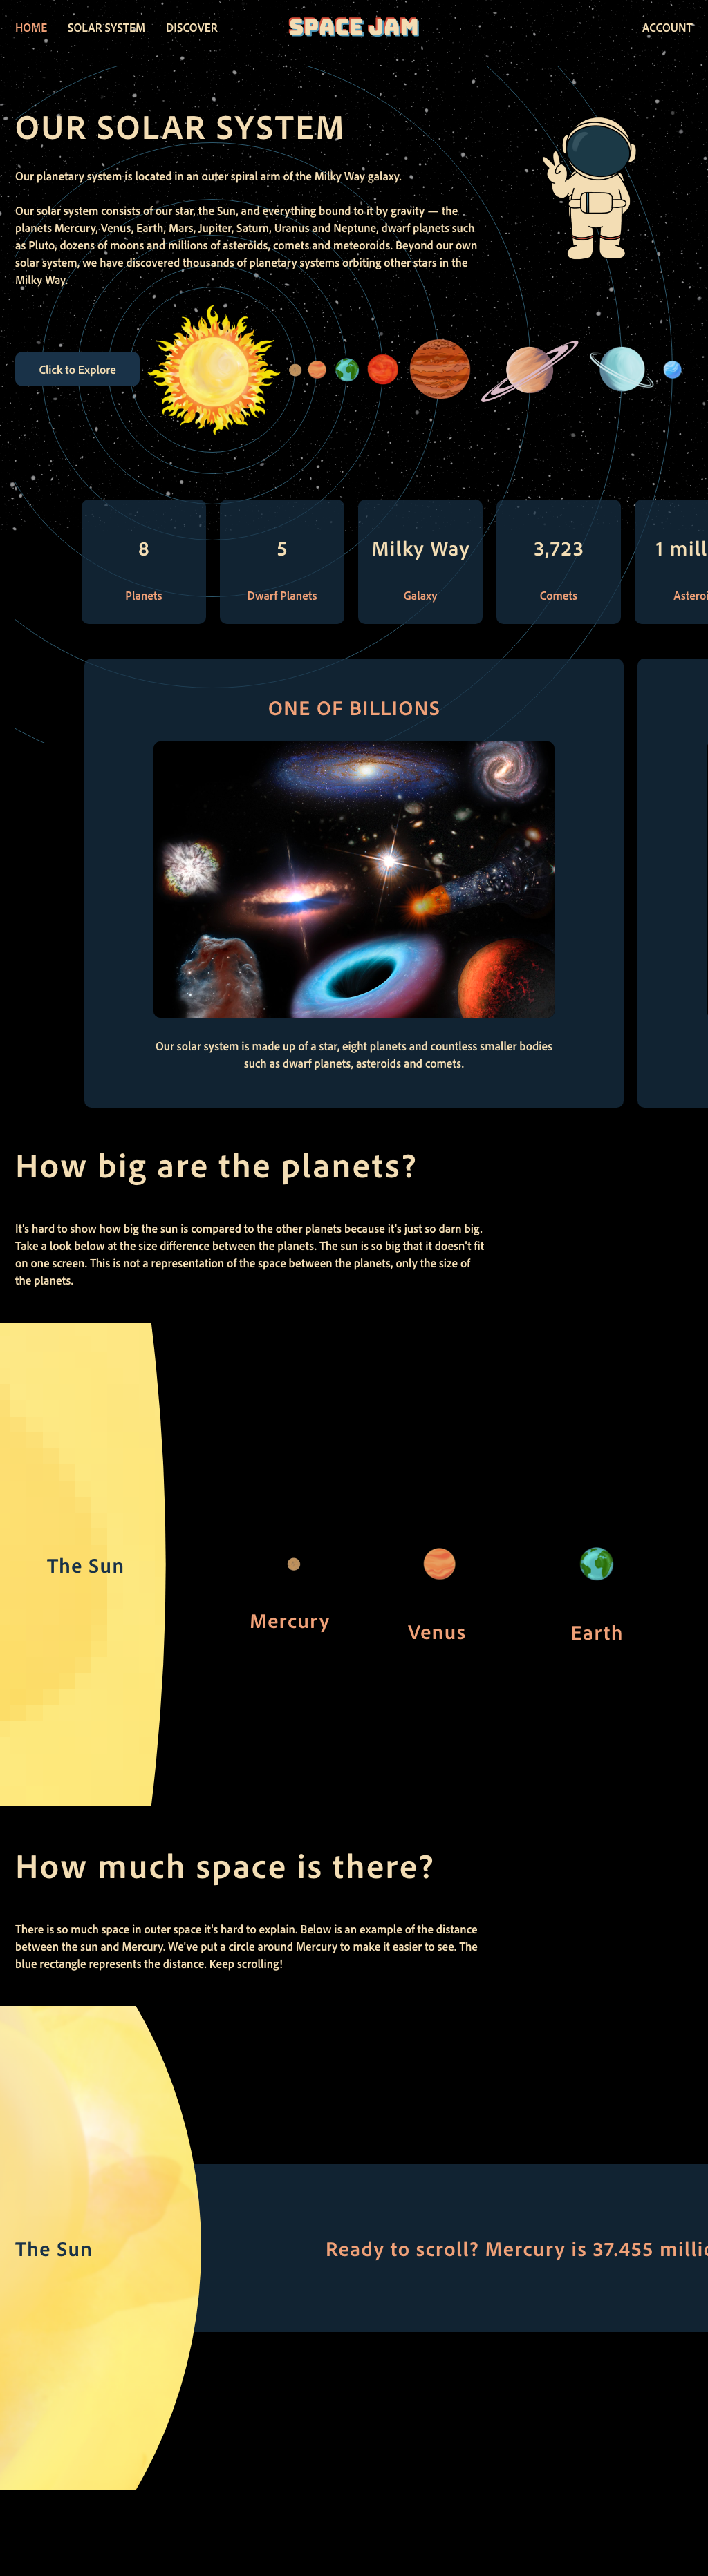 HOME SOLAR SYSTEM DISCOVER SPACE JAM ACCOUNT
OUR SOLAR SYSTEM
Our planetary system is located in an outer spiral arm of the Milky Way galaxy.
Our solar system consists of our star, the Sun, and everything bound to it by gravity — the
planets Mercury, Venus, Earth, Mars, Jupiter, Saturn, Uranus and Neptune, dwarf planets such
as Pluto, dozens of moons and millions of asteroids, comets and meteoroids. Beyond our own
solar system, we have discovered thousands of planetary systems orbiting other stars in the
Milky Way.
Click to Explore
8 5 Milky Way 3,723 1 mill
Planets Dwarf Planets Galaxy Comets Asteroi
ONE OF BILLIONS
Our solar system is made up of a star, eight planets and countless smaller bodies
such as dwarf planets, asteroids and comets.
How big are the planets?
It's hard to show how big the sun is compared to the other planets because it's just so darn big.
Take a look below at the size difference between the planets. The sun is so big that it doesn't fit
on one screen. This is not a representation of the space between the planets, only the size of
the planets.
The Sun
Mercury Venus Earth
How much space is there?
There is so much space in outer space it's hard to explain. Below is an example of the distance
between the sun and Mercury. We've put a circle around Mercury to make it easier to see. The
blue rectangle represents the distance. Keep scrolling!
The Sun Ready to scroll? Mercury is 37.455 millio